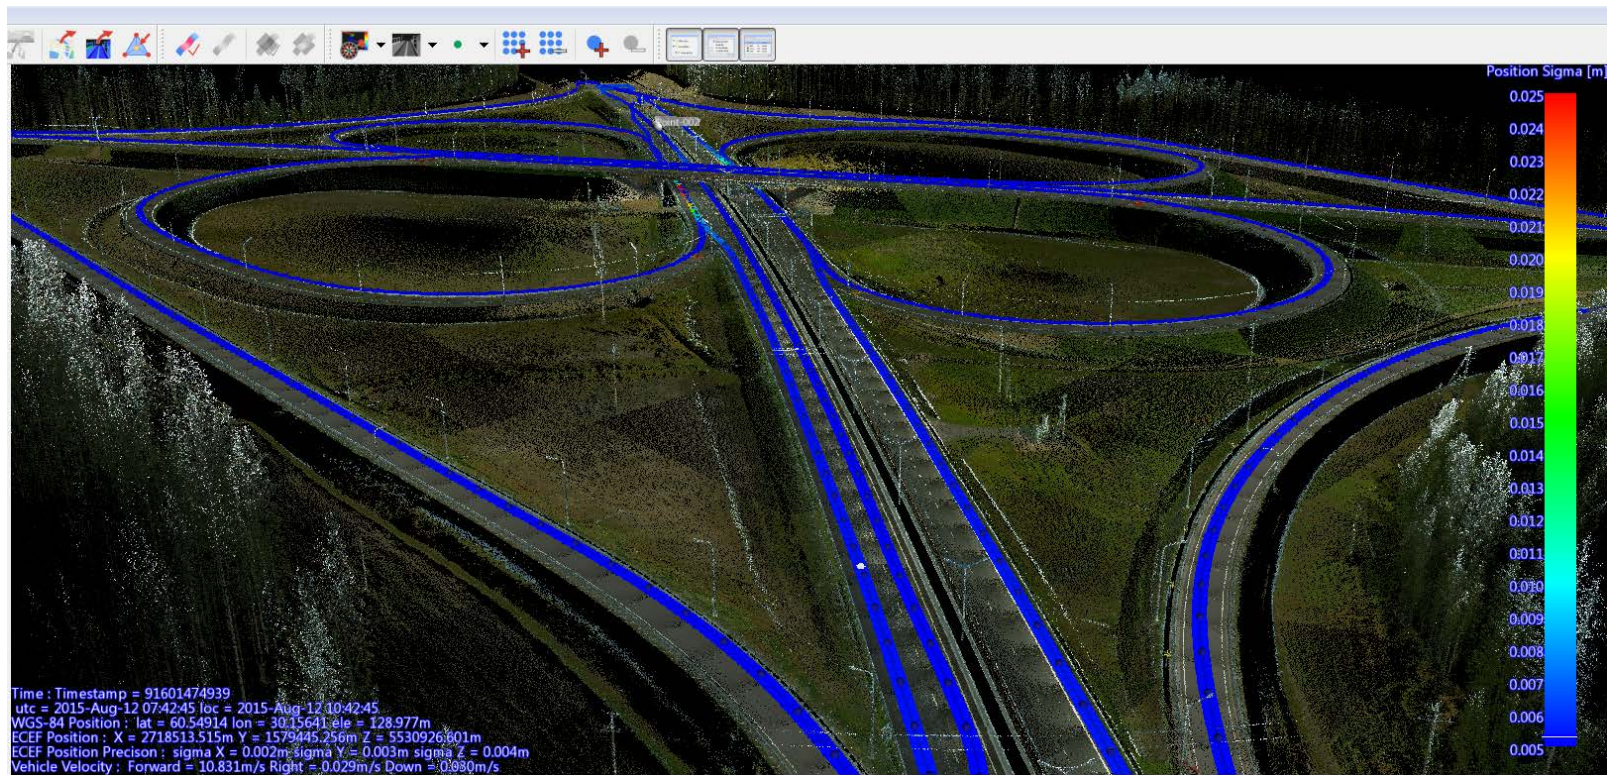 Position Sigma [m]
0.025
0.024
0.023
0.022
0.021
0.020
0.019
0.018
0.017
0.016
0.015
0.014
0.013
0.012
0.011
0.010
0.009
0.008
0.007
0.006
0.005
Point-002
Time : Timestamp = 91601474939
utc = 2015-Aug-12 07:42:45 loc = 2015-Aug-12 10:42:45
WGS-84 Position : lat = 60.54914 lon = 30.15641 ele = 128.977m
ECEF Position : X = 2718513.515m Y = 1579445.256m Z = 5530926.601m
ECEF Position Precison : sigma X = 0.002m sigma Y = 0.003m sigma Z = 0.004m
Vehicle Velocity : Forward = 10.831m/s Right = 0.029m/s Down = 0.030m/s